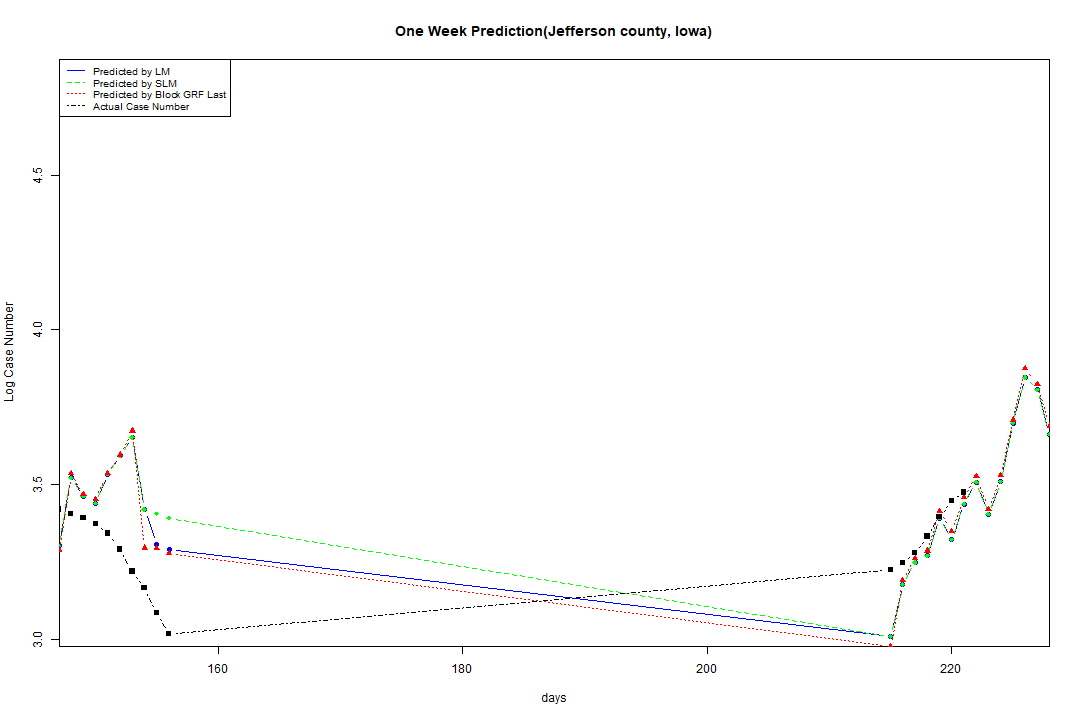 One Week Prediction(Jefferson county, Iowa)
Predicted by LM
Predicted by SLM
Predicted by Block GRF Last
Actual Case Number
Log Case Number
4.5
4.0
3.5
3.0
160 180 200 220
days